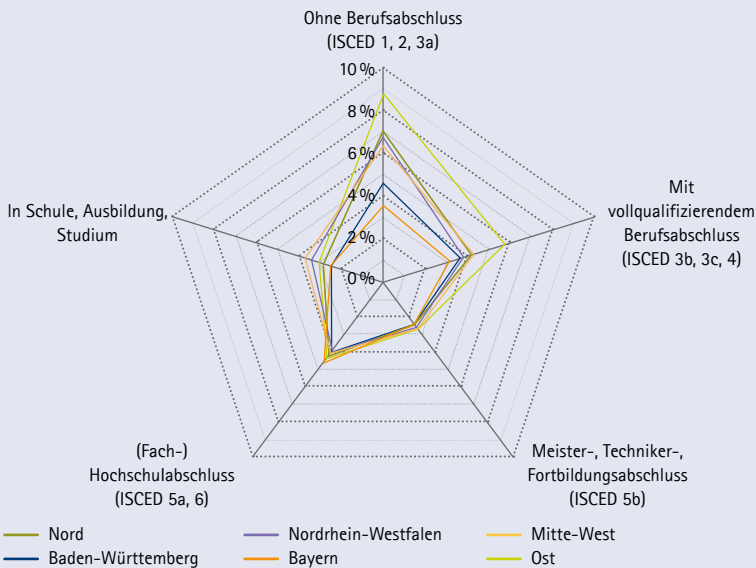 Ohne Berufsabschluss
(ISCED 1, 2, 3a)
10 %
8 %
6 %
4 %
2 %
0 %
In Schule, Ausbildung,
Studium
Mit
vollqualifizierendem
Berufsabschluss
(ISCED 3b, 3c, 4)
(Fach-)
Hochschulabschluss
(ISCED 5a, 6)
Meister-, Techniker-,
Fortbildungsabschluss
(ISCED 5b)
Nord
Nordrhein-Westfalen
Mitte-West
Baden-Württemberg
Bayern
Ost